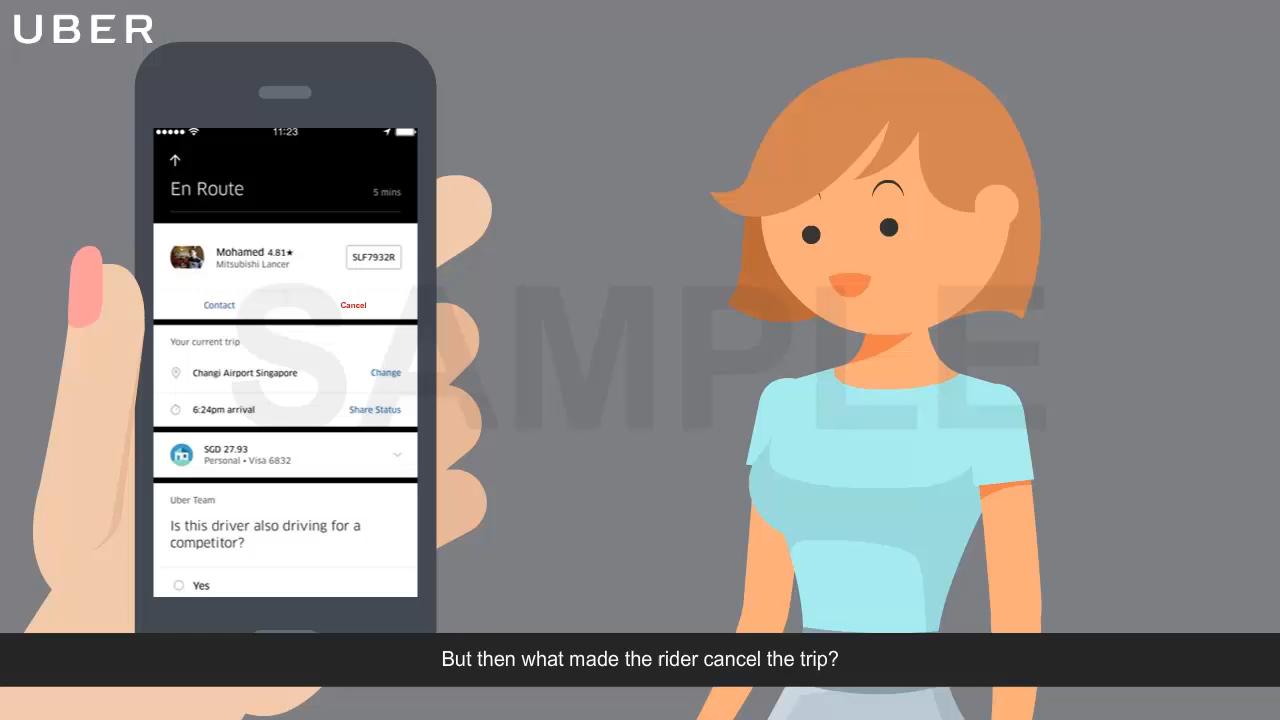 UBER
11:23
En Route
5 mins
Mohamed 4.81★
Mitsubishi Lancer
SLF7932R
Contact
Cancel
Your current trip
Changi Airport Singapore
Change
6:24pm arrival
Share Status
SGD 27.93
Personal • Visa 6832
Uber Team
Is this driver also driving for a
competitor?
Yes
SAMPLE
But then what made the rider cancel the trip?